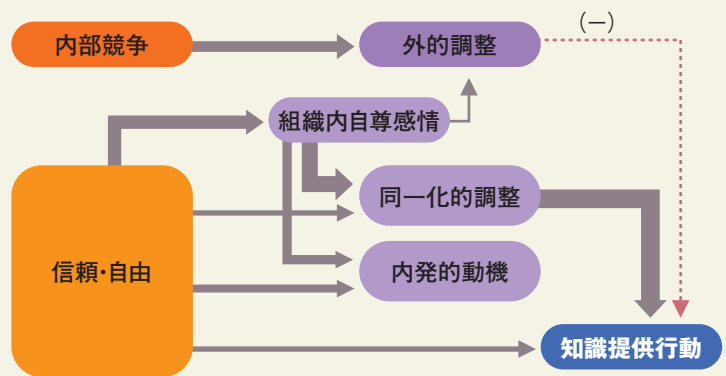 （−）
内部競争
外的調整
組織内自尊感情
同一化的調整
信頼・自由
内発的動機
知識提供行動